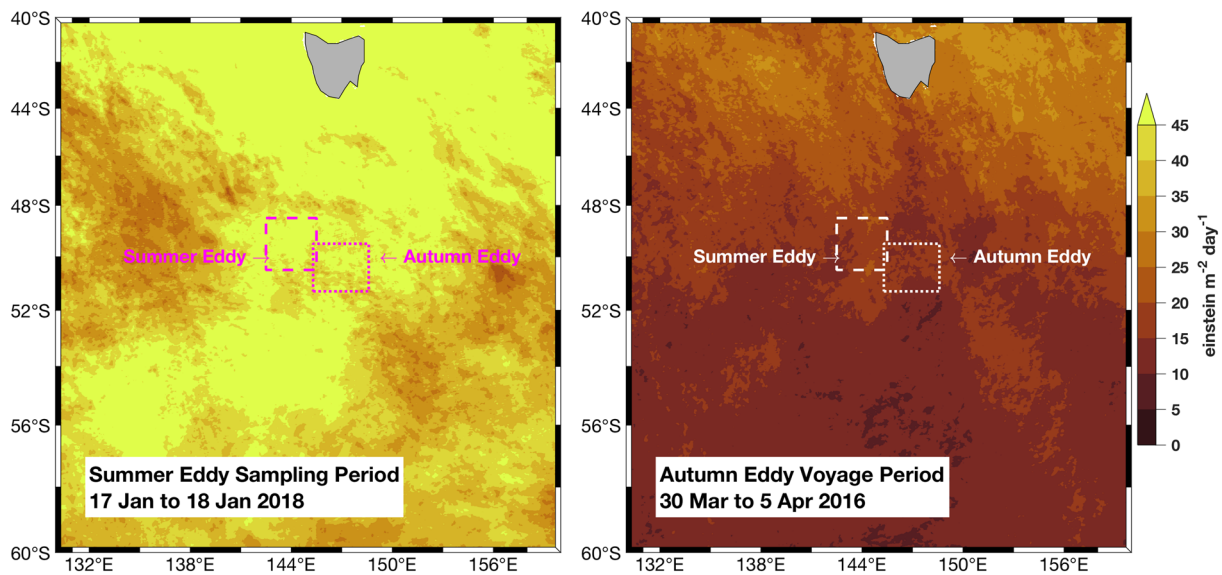 40°S
44°S
48°S
52°S
56°S
60°S
132°E
138°E
144°E
150°E
156°E
Summer Eddy →
← Autumn Eddy
Summer Eddy Sampling Period
17 Jan to 18 Jan 2018
40°S
44°S
48°S
52°S
56°S
60°S
132°E
138°E
144°E
150°E
156°E
Summer Eddy →
← Autumn Eddy
Autumn Eddy Voyage Period
30 Mar to 5 Apr 2016
45
40
35
30
25
20
15
10
5
0
einstein m⁻² day⁻¹